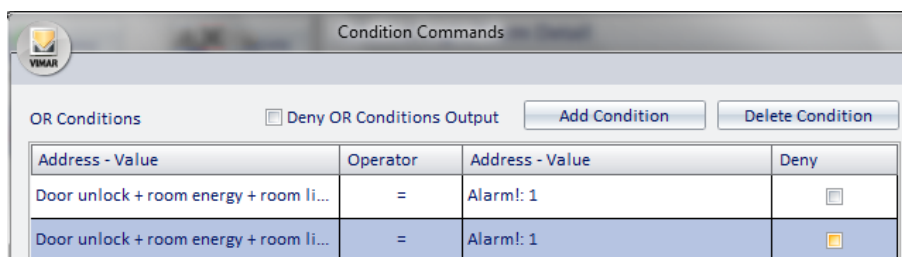 Condition Commands
VIMAR
OR Conditions Deny OR Conditions Output Add Condition Delete Condition
Address - Value Operator Address - Value Deny
Door unlock + room energy + room li... = Alarm!: 1
Door unlock + room energy + room li... = Alarm!: 1